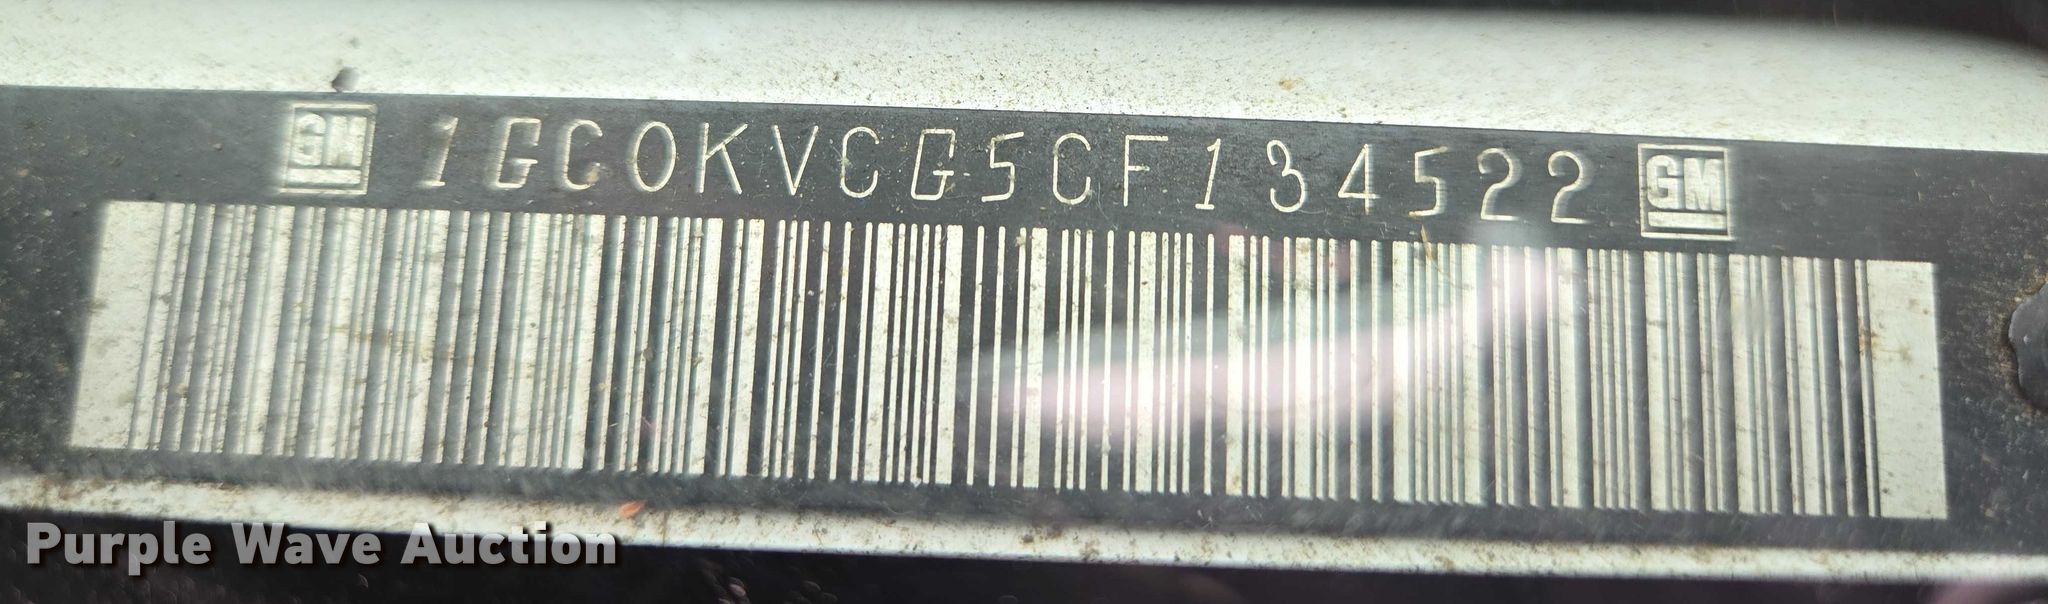 GM 1GC0KVCG5CF134522 GM
Purple Wave Auction